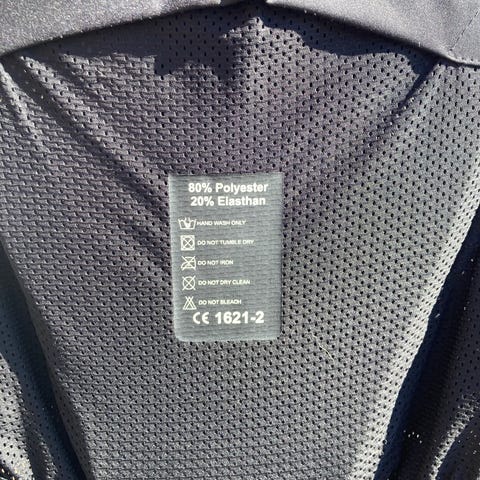 80% Polyester
20% Elasthan
HAND WASH ONLY
DO NOT TUMBLE DRY
DO NOT IRON
DO NOT DRY CLEAN
DO NOT BLEACH
CE 1621-2